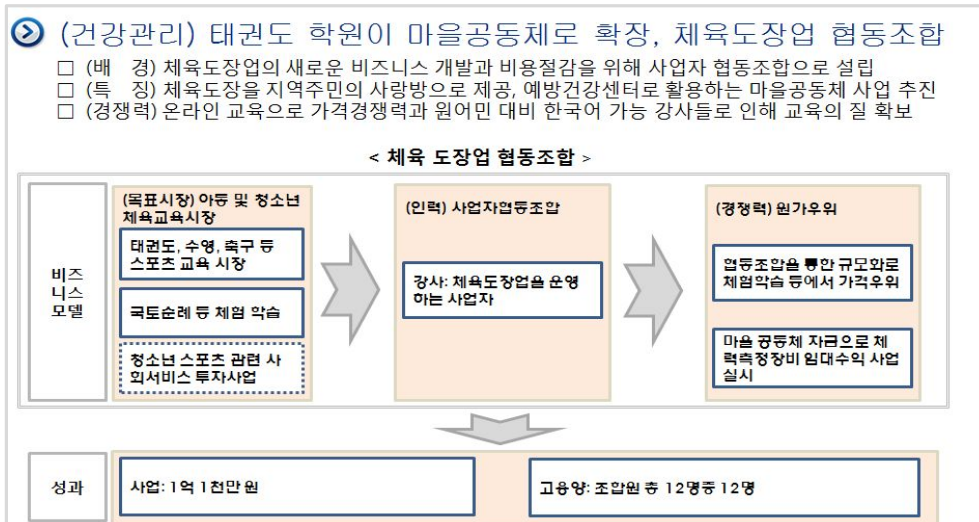 (건강관리) 태권도 학원이 마을공동체로 확장, 체육도장업 협동조합
□ (배 경) 체육도장업의 새로운 비즈니스 개발과 비용절감을 위해 사업자 협동조합으로 설립
□ (특 징) 체육도장을 지역주민의 사랑방으로 제공, 예방건강센터로 활용하는 마을공동체 사업 추진
□ (경쟁력) 온라인 교육으로 가격경쟁력과 원어민 대비 한국어 가능 강사들로 인해 교육의 질 확보
< 체육 도장업 협동조합 >
비즈
니스
모델
(목표시장) 아동 및 청소년
체육교육시장
태권도, 수영, 축구 등
스포츠 교육 시장
국토순례 등 체험 학습
청소년 스포츠 관련 사
회서비스 투자사업
(인력) 사업자협동조합
강사: 체육도장업을 운영
하는 사업자
(경쟁력) 원가우위
협동조합을 통한 규모화로
체험학습 등에서 가격우위
마을 공동체 자금으로 체
력측정장비 임대수익 사업
실시
성과
사업: 1억 1천만 원
고용양: 조합원 총 12명중 12명